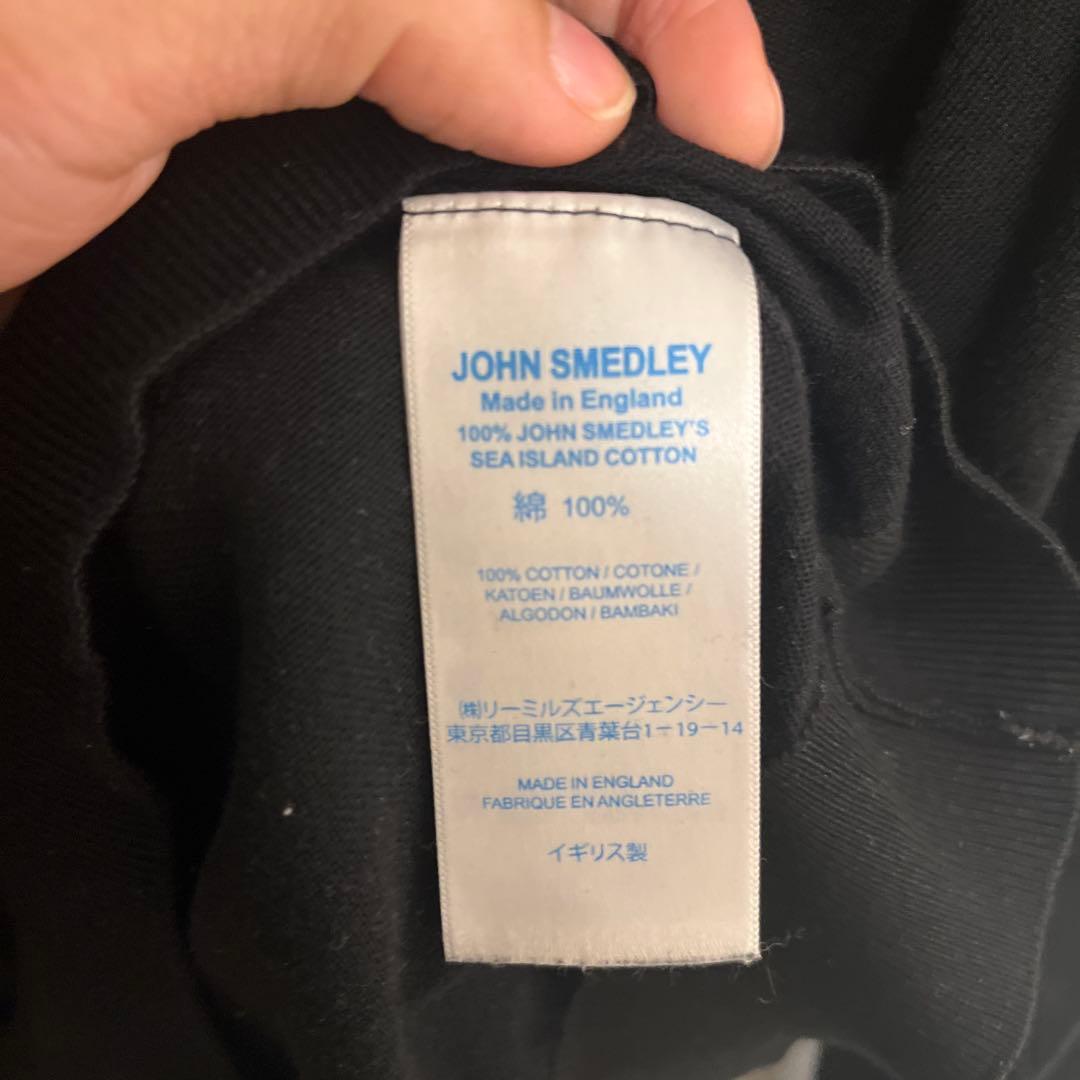 JOHN SMEDLEY
Made in England
100% JOHN SMEDLEY'S
SEA ISLAND COTTON
綿 100%
100% COTTON / COTONE /
KATOEN / BAUMWOLLE /
ALGODON / BAMBAKI
㈱リーミルズエージェンシー
東京都目黒区青葉台1-19-14
MADE IN ENGLAND
FABRIQUE EN ANGLETERRE
イギリス製